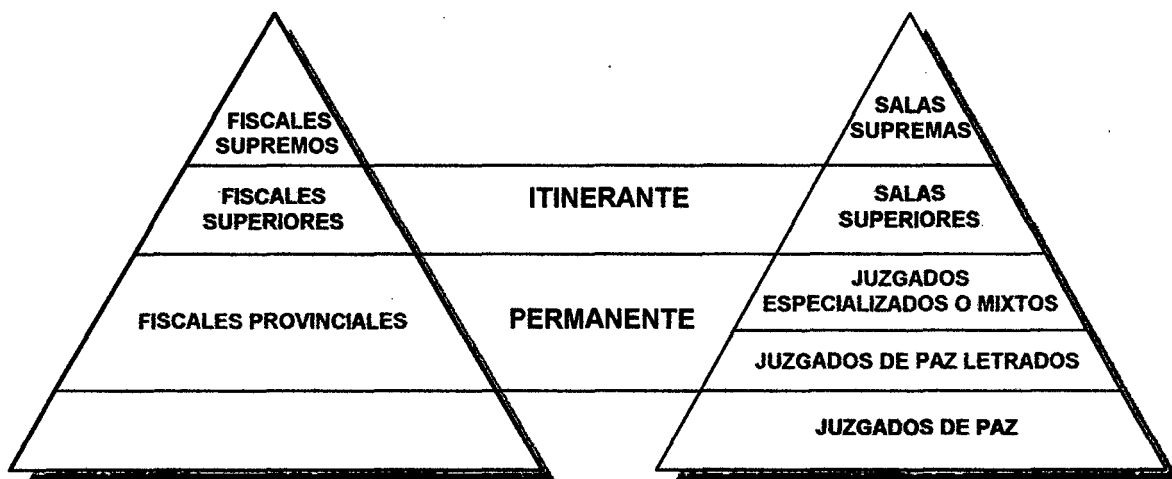 FISCALES
SUPREMOS
FISCALES
SUPERIORES
FISCALES PROVINCIALES
ITINERANTE
PERMANENTE
SALAS
SUPREMAS
SALAS
SUPERIORES
JUZGADOS
ESPECIALIZADOS O MIXTOS
JUZGADOS DE PAZ LETRADOS
JUZGADOS DE PAZ